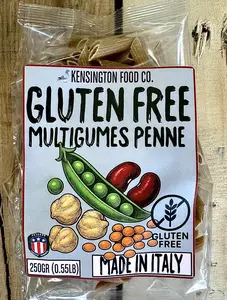 KENSINGTON FOOD CO.
GLUTEN FREE
MULTIGUMES PENNE
GLUTEN
FREE
250GR (0.55LB)
MADE IN ITALY